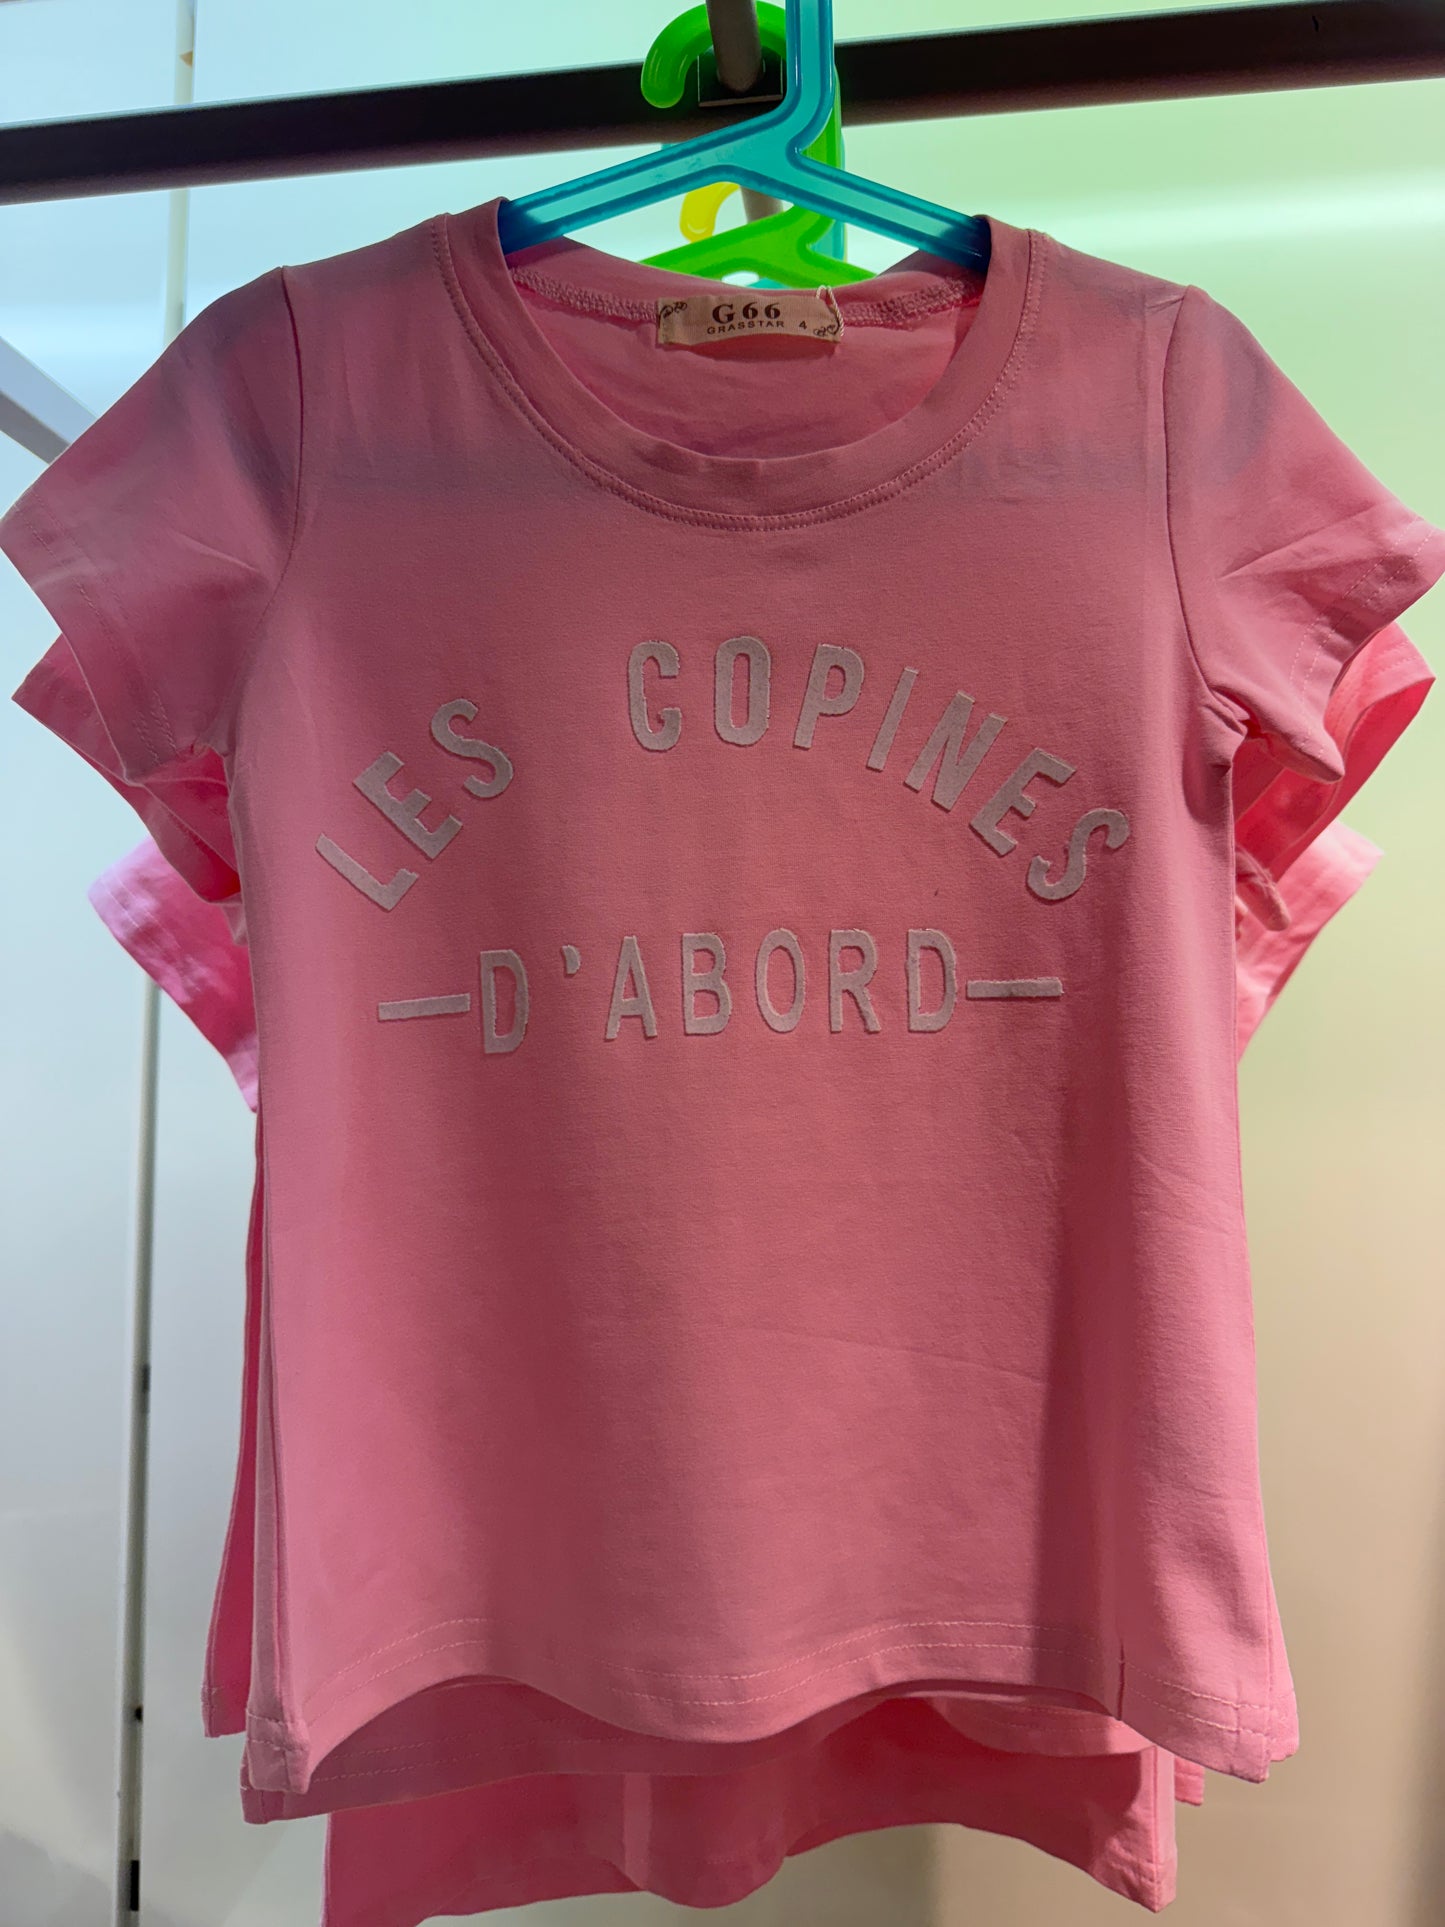 G66
GRASSTAR 4
LES COPINES
—D'ABORD—